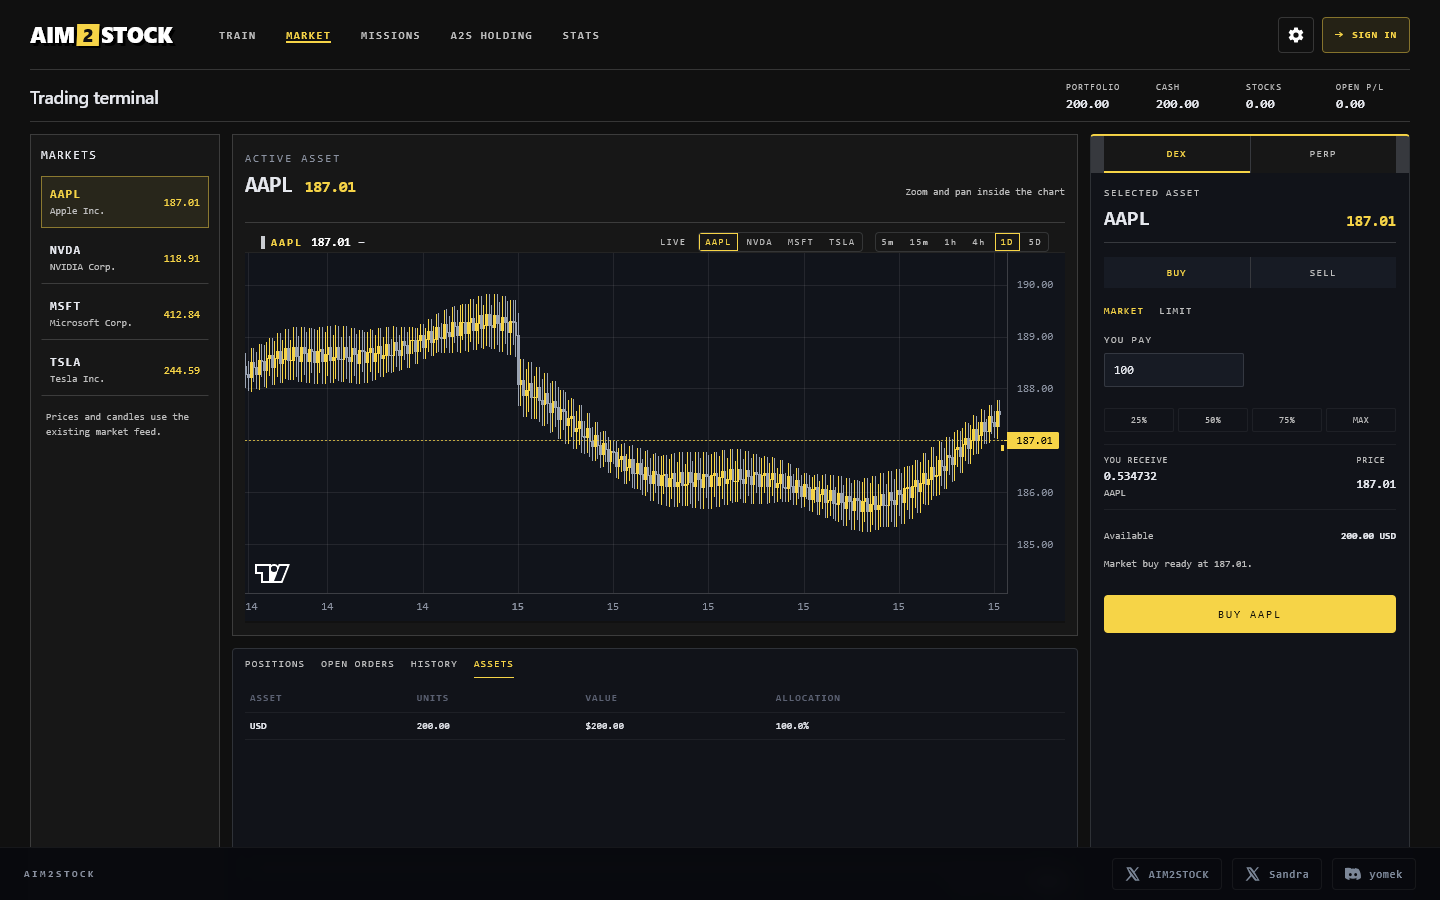 AIM2STOCK TRAIN MARKET MISSIONS A2S HOLDING STATS → SIGN IN
Trading terminal
PORTFOLIO CASH STOCKS OPEN P/L
200.00 200.00 0.00 0.00
MARKETS
AAPL
Apple Inc.
187.01
NVDA
NVIDIA Corp.
118.91
MSFT
Microsoft Corp.
412.84
TSLA
Tesla Inc.
244.59
Prices and candles use the
existing market feed.
ACTIVE ASSET
AAPL 187.01
Zoom and pan inside the chart
AAPL 187.01 — LIVE AAPL NVDA MSFT TSLA 5m 15m 1h 4h 1D 5D
190.00
189.00
188.00
187.01
186.00
185.00
14 14 14 15 15 15 15 15 15
POSITIONS OPEN ORDERS HISTORY ASSETS
ASSET UNITS VALUE ALLOCATION
USD 200.00 $200.00 100.0%
DEX PERP
SELECTED ASSET
AAPL 187.01
BUY SELL
MARKET LIMIT
YOU PAY
100
25% 50% 75% MAX
YOU RECEIVE PRICE
0.534732
187.01
AAPL
Available 200.00 USD
Market buy ready at 187.01.
BUY AAPL
AIM2STOCK AIM2STOCK Sandra yomek